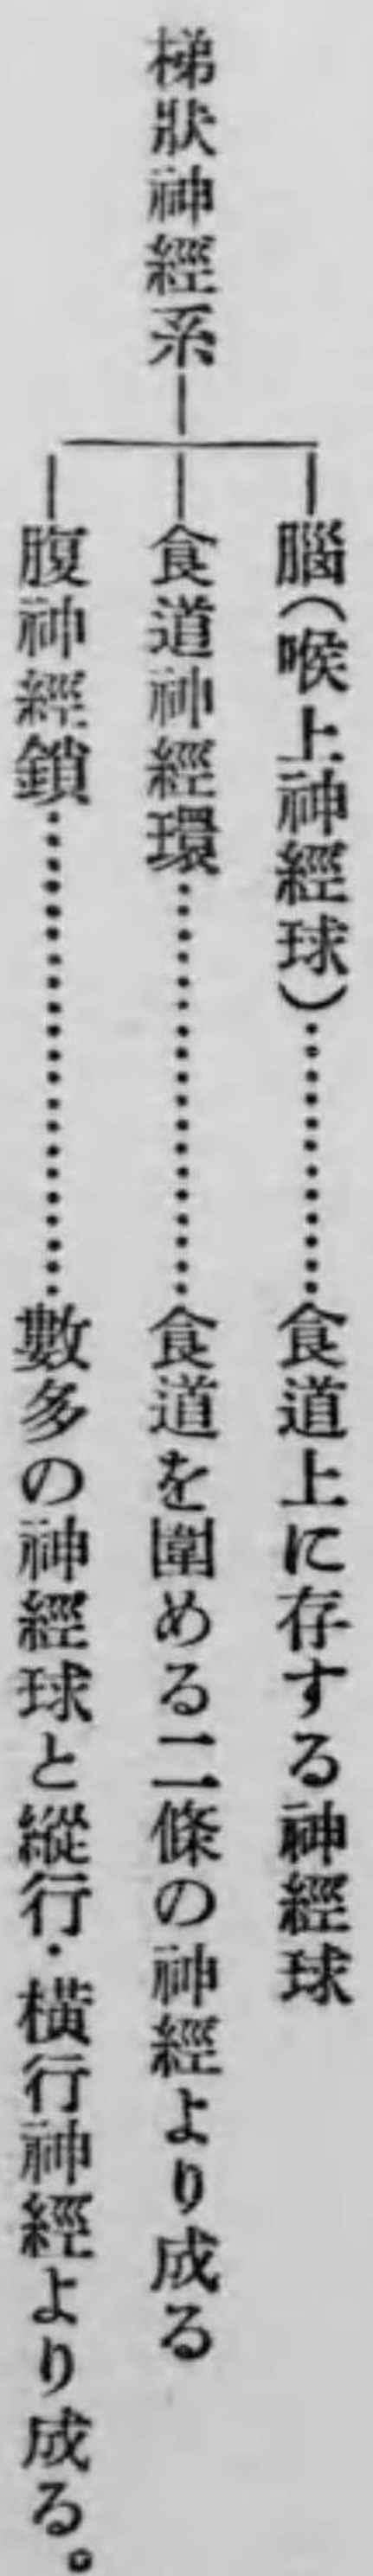 梯狀神經系
腦(喉上神經球)…………食道上に存する神經球
食道神經環………………食道を圍める二條の神經より成る
腹神經鎖…………………數多の神經球と縱行・橫行神經より成る。